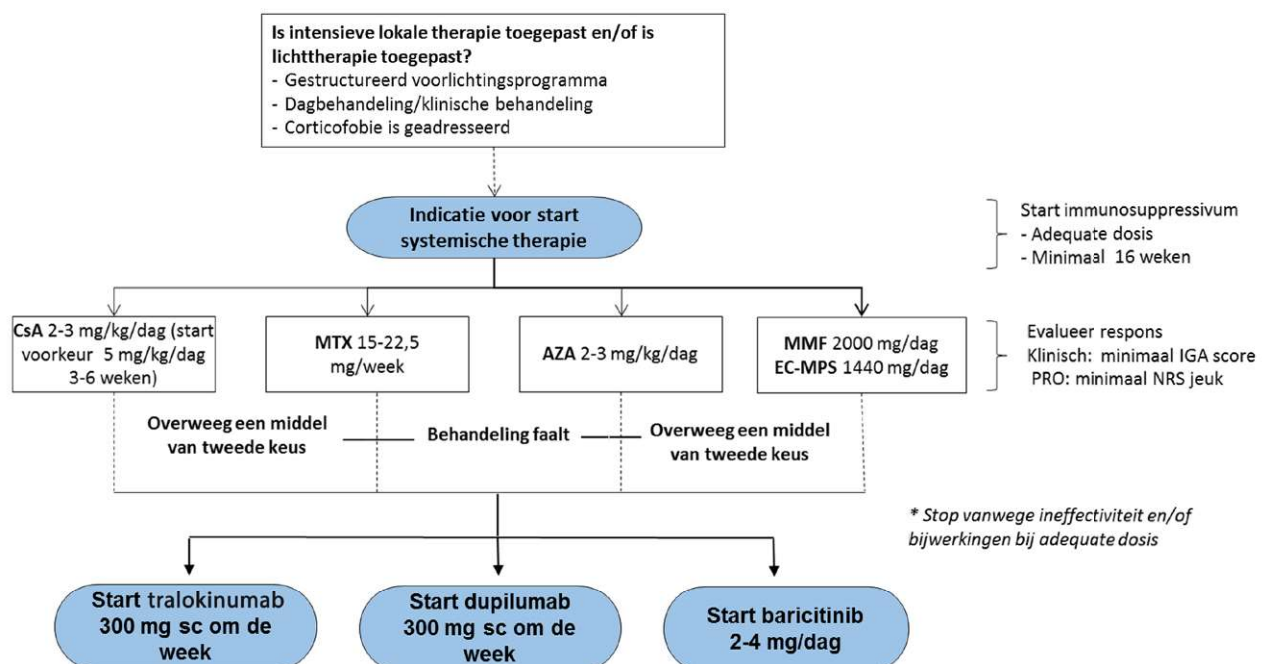 Is intensieve lokale therapie toegepast en/of is
lichttherapie toegepast?
- Gestructureerd voorlichtingsprogramma
- Dagbehandeling/klinische behandeling
- Corticofobie is geadresseerd
Indicatie voor start
systemische therapie
Start immunosuppressivum
- Adequate dosis
- Minimaal 16 weken
CsA 2-3 mg/kg/dag (start
voorkeur 5 mg/kg/dag
3-6 weken)
MTX 15-22,5
mg/week
AZA 2-3 mg/kg/dag
MMF 2000 mg/dag
EC-MPS 1440 mg/dag
Evalueer respons
Klinisch: minimaal IGA score
PRO: minimaal NRS jeuk
Overweeg een middel
van tweede keus
Behandeling faalt
Overweeg een middel
van tweede keus
* Stop vanwege ineffectiviteit en/of
bijwerkingen bij adequate dosis
Start tralokinumab
300 mg sc om de
week
Start dupilumab
300 mg sc om de
week
Start baricitinib
2-4 mg/dag